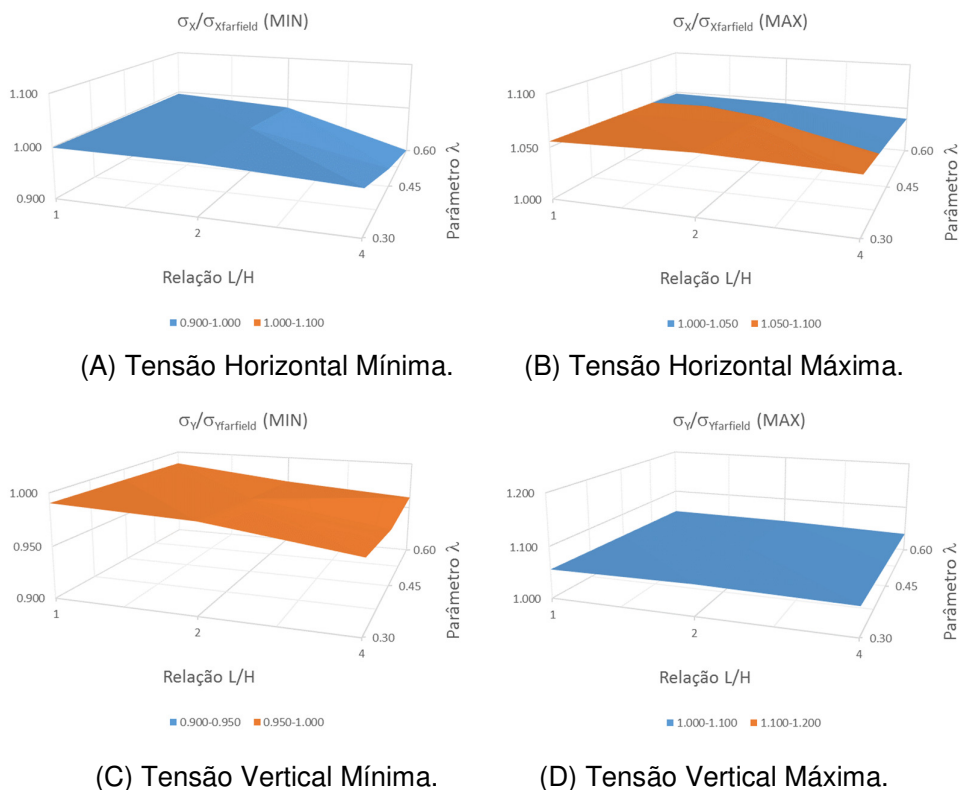 σX/σXfarfield (MIN)
1.100
1.000
0.900
1
2
4
0.60
0.45
0.30
Parâmetro λ
Relação L/H
0.900-1.000 1.000-1.100
(A) Tensão Horizontal Mínima.
σX/σXfarfield (MAX)
1.100
1.050
1.000
1
2
4
0.60
0.45
0.30
Parâmetro λ
Relação L/H
1.000-1.050 1.050-1.100
(B) Tensão Horizontal Máxima.
σY/σYfarfield (MIN)
1.000
0.950
0.900
1
2
4
0.60
0.45
0.30
Parâmetro λ
Relação L/H
0.900-0.950 0.950-1.000
(C) Tensão Vertical Mínima.
σY/σYfarfield (MAX)
1.200
1.100
1.000
1
2
4
0.60
0.45
0.30
Parâmetro λ
Relação L/H
1.000-1.100 1.100-1.200
(D) Tensão Vertical Máxima.